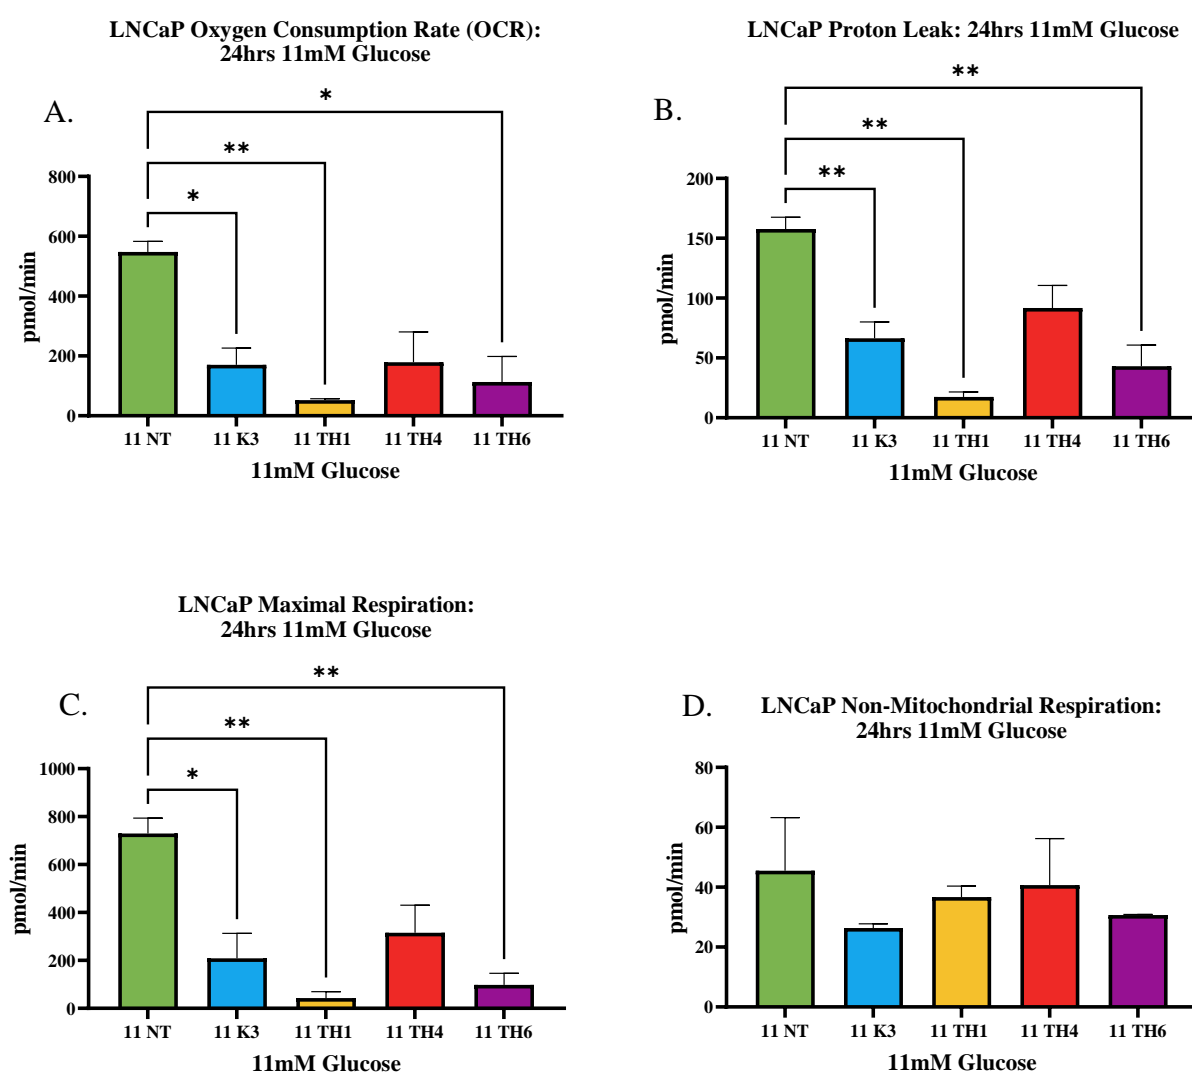 LNCaP Oxygen Consumption Rate (OCR):
24hrs 11mM Glucose
A.
*
**
*
800
600
400
200
0
pmol/min
11 NT 11 K3 11 TH1 11 TH4 11 TH6
11mM Glucose
LNCaP Proton Leak: 24hrs 11mM Glucose
B.
**
**
**
200
150
100
50
0
pmol/min
11 NT 11 K3 11 TH1 11 TH4 11 TH6
11mM Glucose
LNCaP Maximal Respiration:
24hrs 11mM Glucose
C.
**
**
*
1000
800
600
400
200
0
pmol/min
11 NT 11 K3 11 TH1 11 TH4 11 TH6
11mM Glucose
D.
LNCaP Non-Mitochondrial Respiration:
24hrs 11mM Glucose
80
60
40
20
0
pmol/min
11 NT 11 K3 11 TH1 11 TH4 11 TH6
11mM Glucose